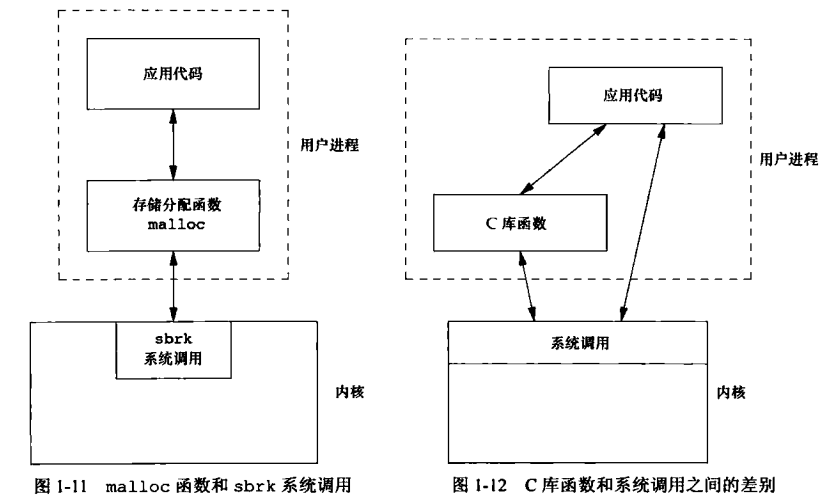 应用代码
用户进程
存储分配函数
malloc
sbrk
系统调用
内核
图 1-11 malloc 函数和 sbrk 系统调用
应用代码
用户进程
C 库函数
系统调用
内核
图 1-12 C 库函数和系统调用之间的差别